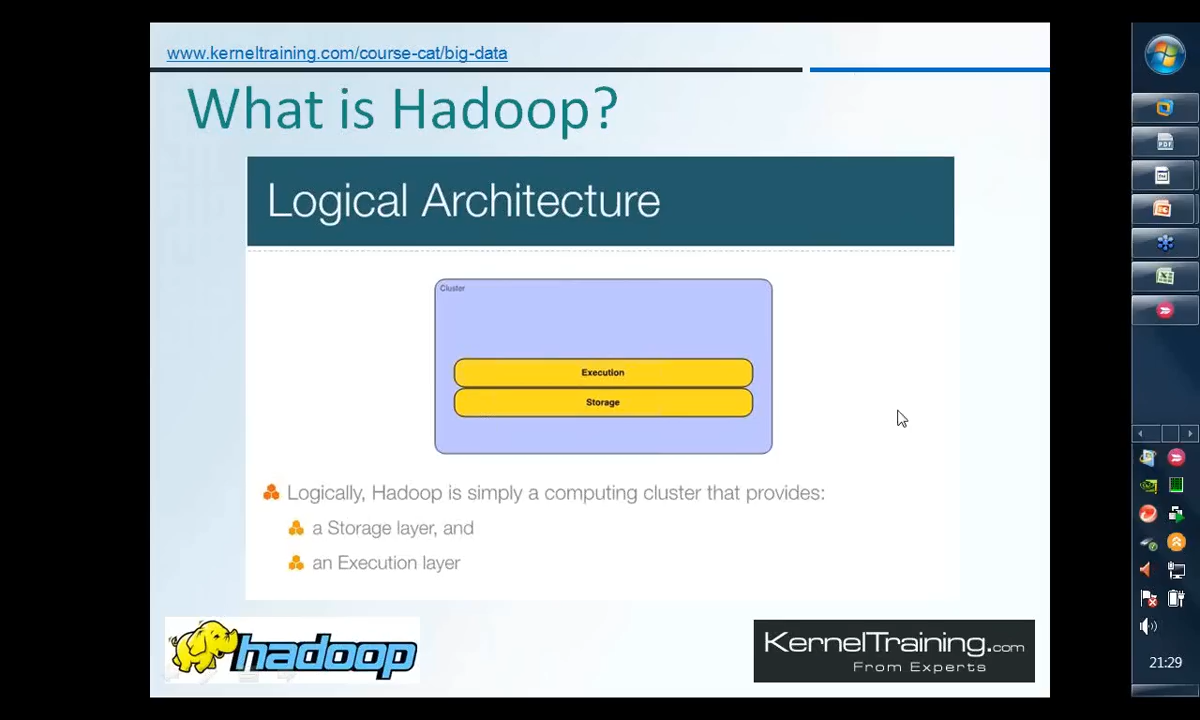 www.kerneltraining.com/course-cat/big-data
What is Hadoop?
Logical Architecture
Cluster
Execution
Storage
Logically, Hadoop is simply a computing cluster that provides:
a Storage layer, and
an Execution layer
hadoop
KernelTraining.com
From Experts
PDF
21:29